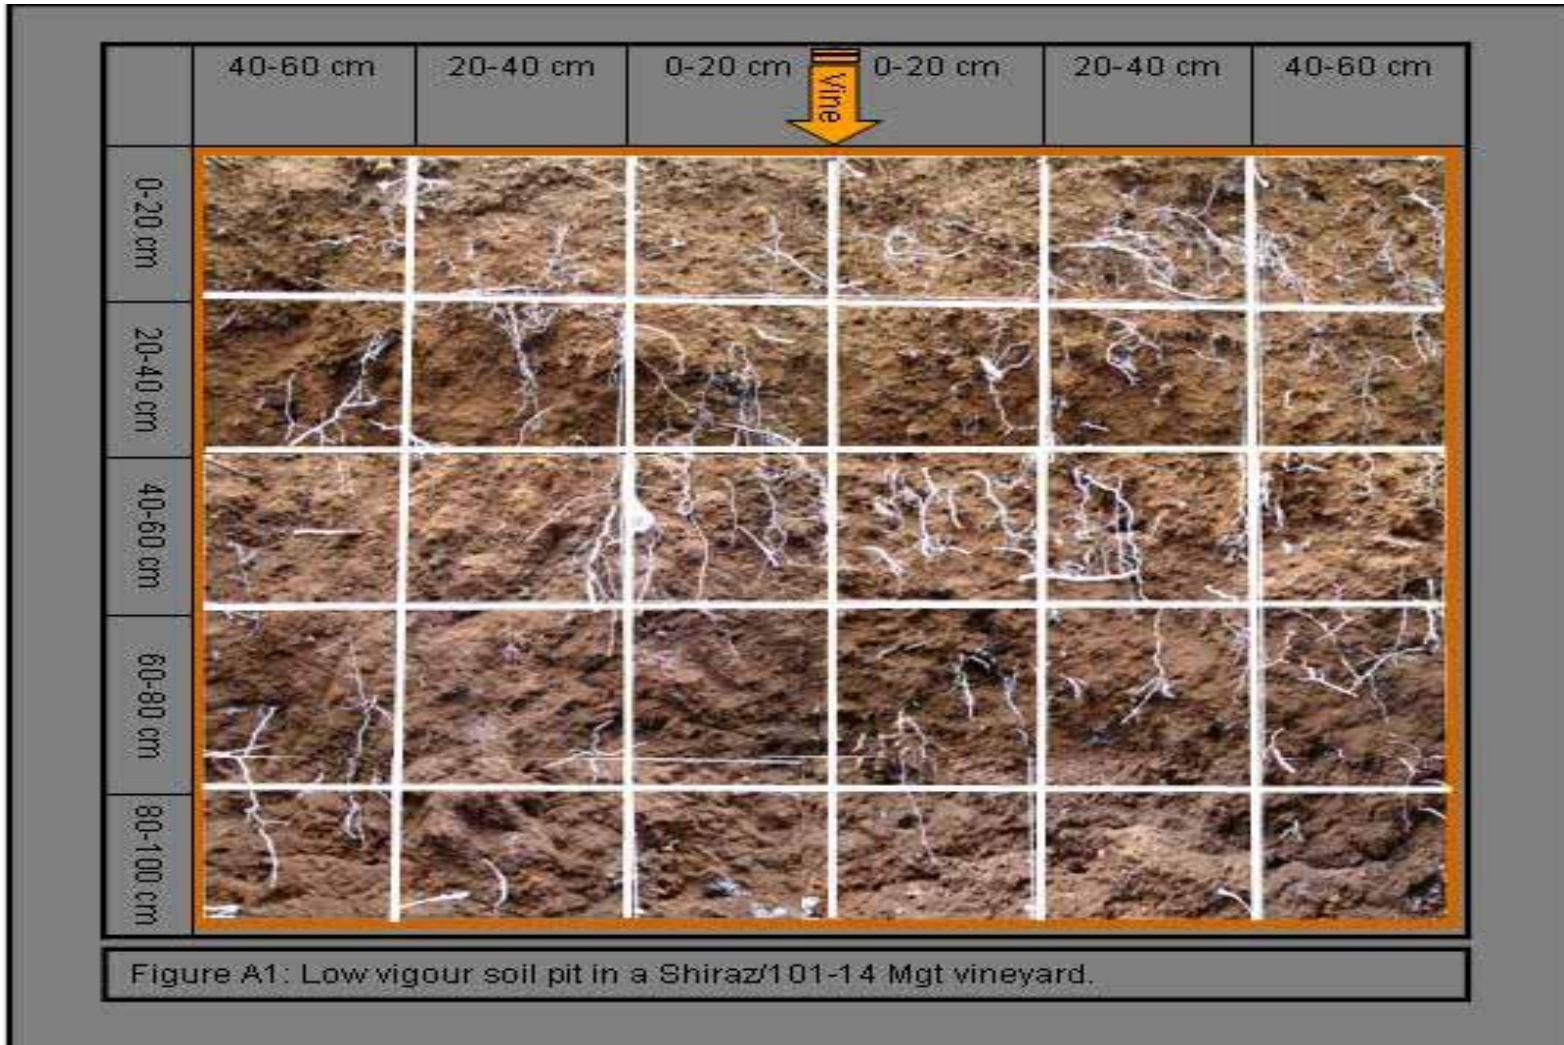 40-60 cm 20-40 cm 0-20 cm Vine 0-20 cm 20-40 cm 40-60 cm
0-20 cm
20-40 cm
40-60 cm
60-80 cm
80-100 cm
Figure A1: Low vigour soil pit in a Shiraz/101-14 Mgt vineyard.